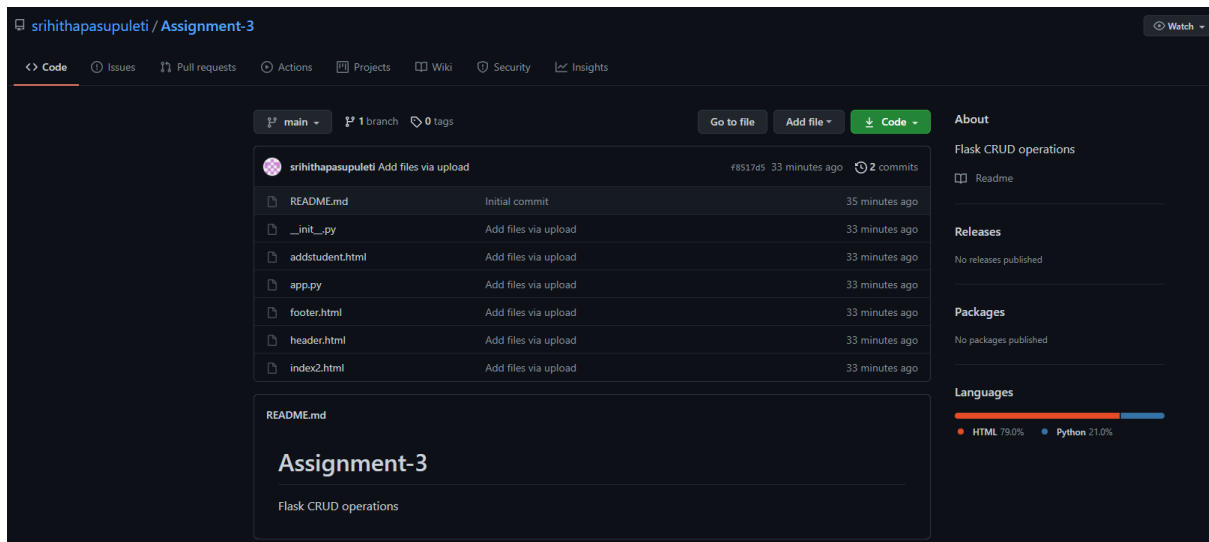 srihithapasupuleti / Assignment-3
Watch
Code Issues Pull requests Actions Projects Wiki Security Insights
main 1 branch 0 tags Go to file Add file Code
srihithapasupuleti Add files via upload f8517d5 33 minutes ago 2 commits
README.md Initial commit 35 minutes ago
__init__.py Add files via upload 33 minutes ago
addstudent.html Add files via upload 33 minutes ago
app.py Add files via upload 33 minutes ago
footer.html Add files via upload 33 minutes ago
header.html Add files via upload 33 minutes ago
index2.html Add files via upload 33 minutes ago
README.md
Assignment-3
Flask CRUD operations
About
Flask CRUD operations
Readme
Releases
No releases published
Packages
No packages published
Languages
HTML 79.0% Python 21.0%